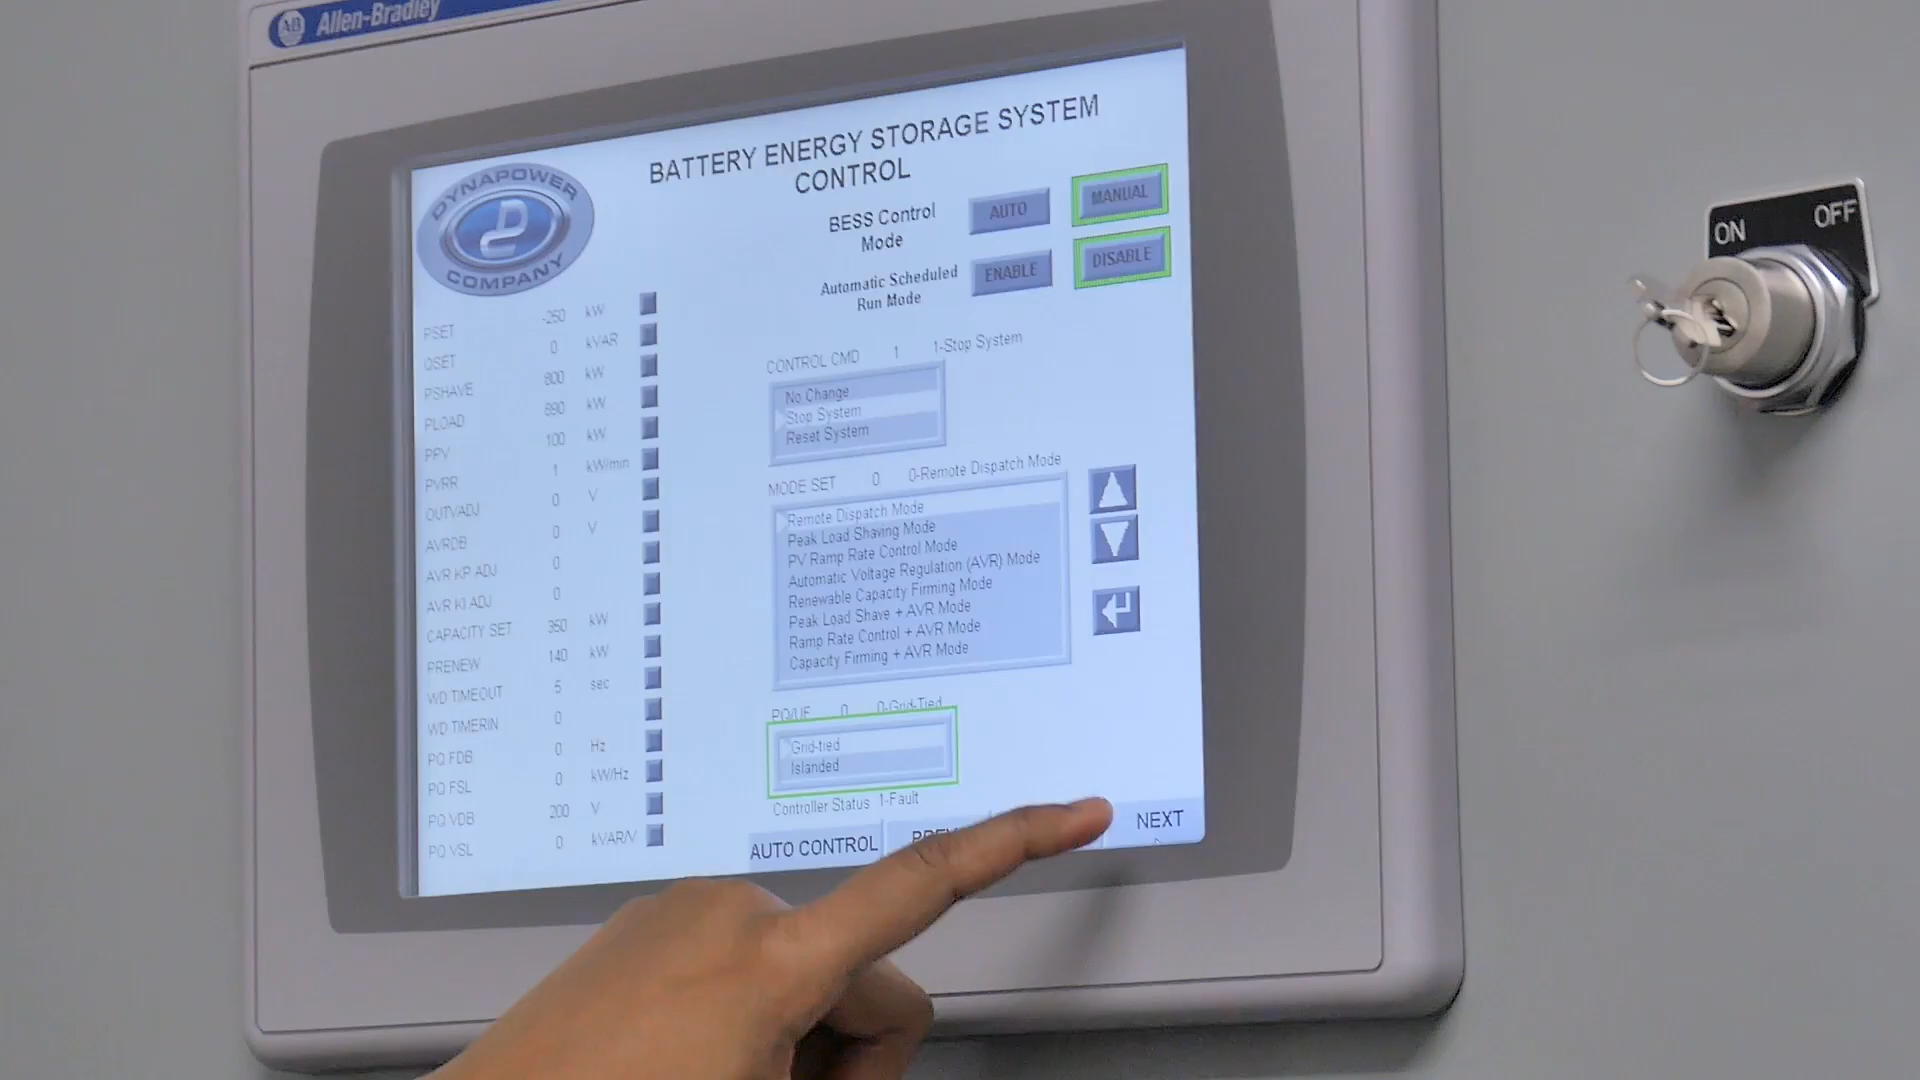 AB Allen-Bradley
BATTERY ENERGY STORAGE SYSTEM
CONTROL
DYNAPOWER
COMPANY
BESS Control
Mode
AUTO
MANUAL
Automatic Scheduled
Run Mode
ENABLE
DISABLE
ON
OFF
PSET -250 kW
QSET 0 kVAR
PSHAVE 800 kW
PLOAD 690 kW
PPV 100 kW
PVRR 1 kW/min
OUTVADJ 0 V
AVRDB 0 V
AVR KP ADJ 0
AVR KI ADJ 0
CAPACITY SET 350 kW
PRENEW 140 kW
WD TIMEOUT 5 sec
WD TIMERIN 0
PQ FDB 0 Hz
PQ FSL 0 kW/Hz
PQ VDB 200 V
PQ VSL 0 kVAR/V
CONTROL CMD 1 1-Stop System
No Change
Stop System
Reset System
MODE SET 0 0-Remote Dispatch Mode
Remote Dispatch Mode
Peak Load Shaving Mode
PV Ramp Rate Control Mode
Automatic Voltage Regulation (AVR) Mode
Renewable Capacity Firming Mode
Peak Load Shave + AVR Mode
Ramp Rate Control + AVR Mode
Capacity Firming + AVR Mode
PQ/UF 0 0-Grid-Tied
Grid-tied
Islanded
Controller Status 1-Fault
AUTO CONTROL
NEXT